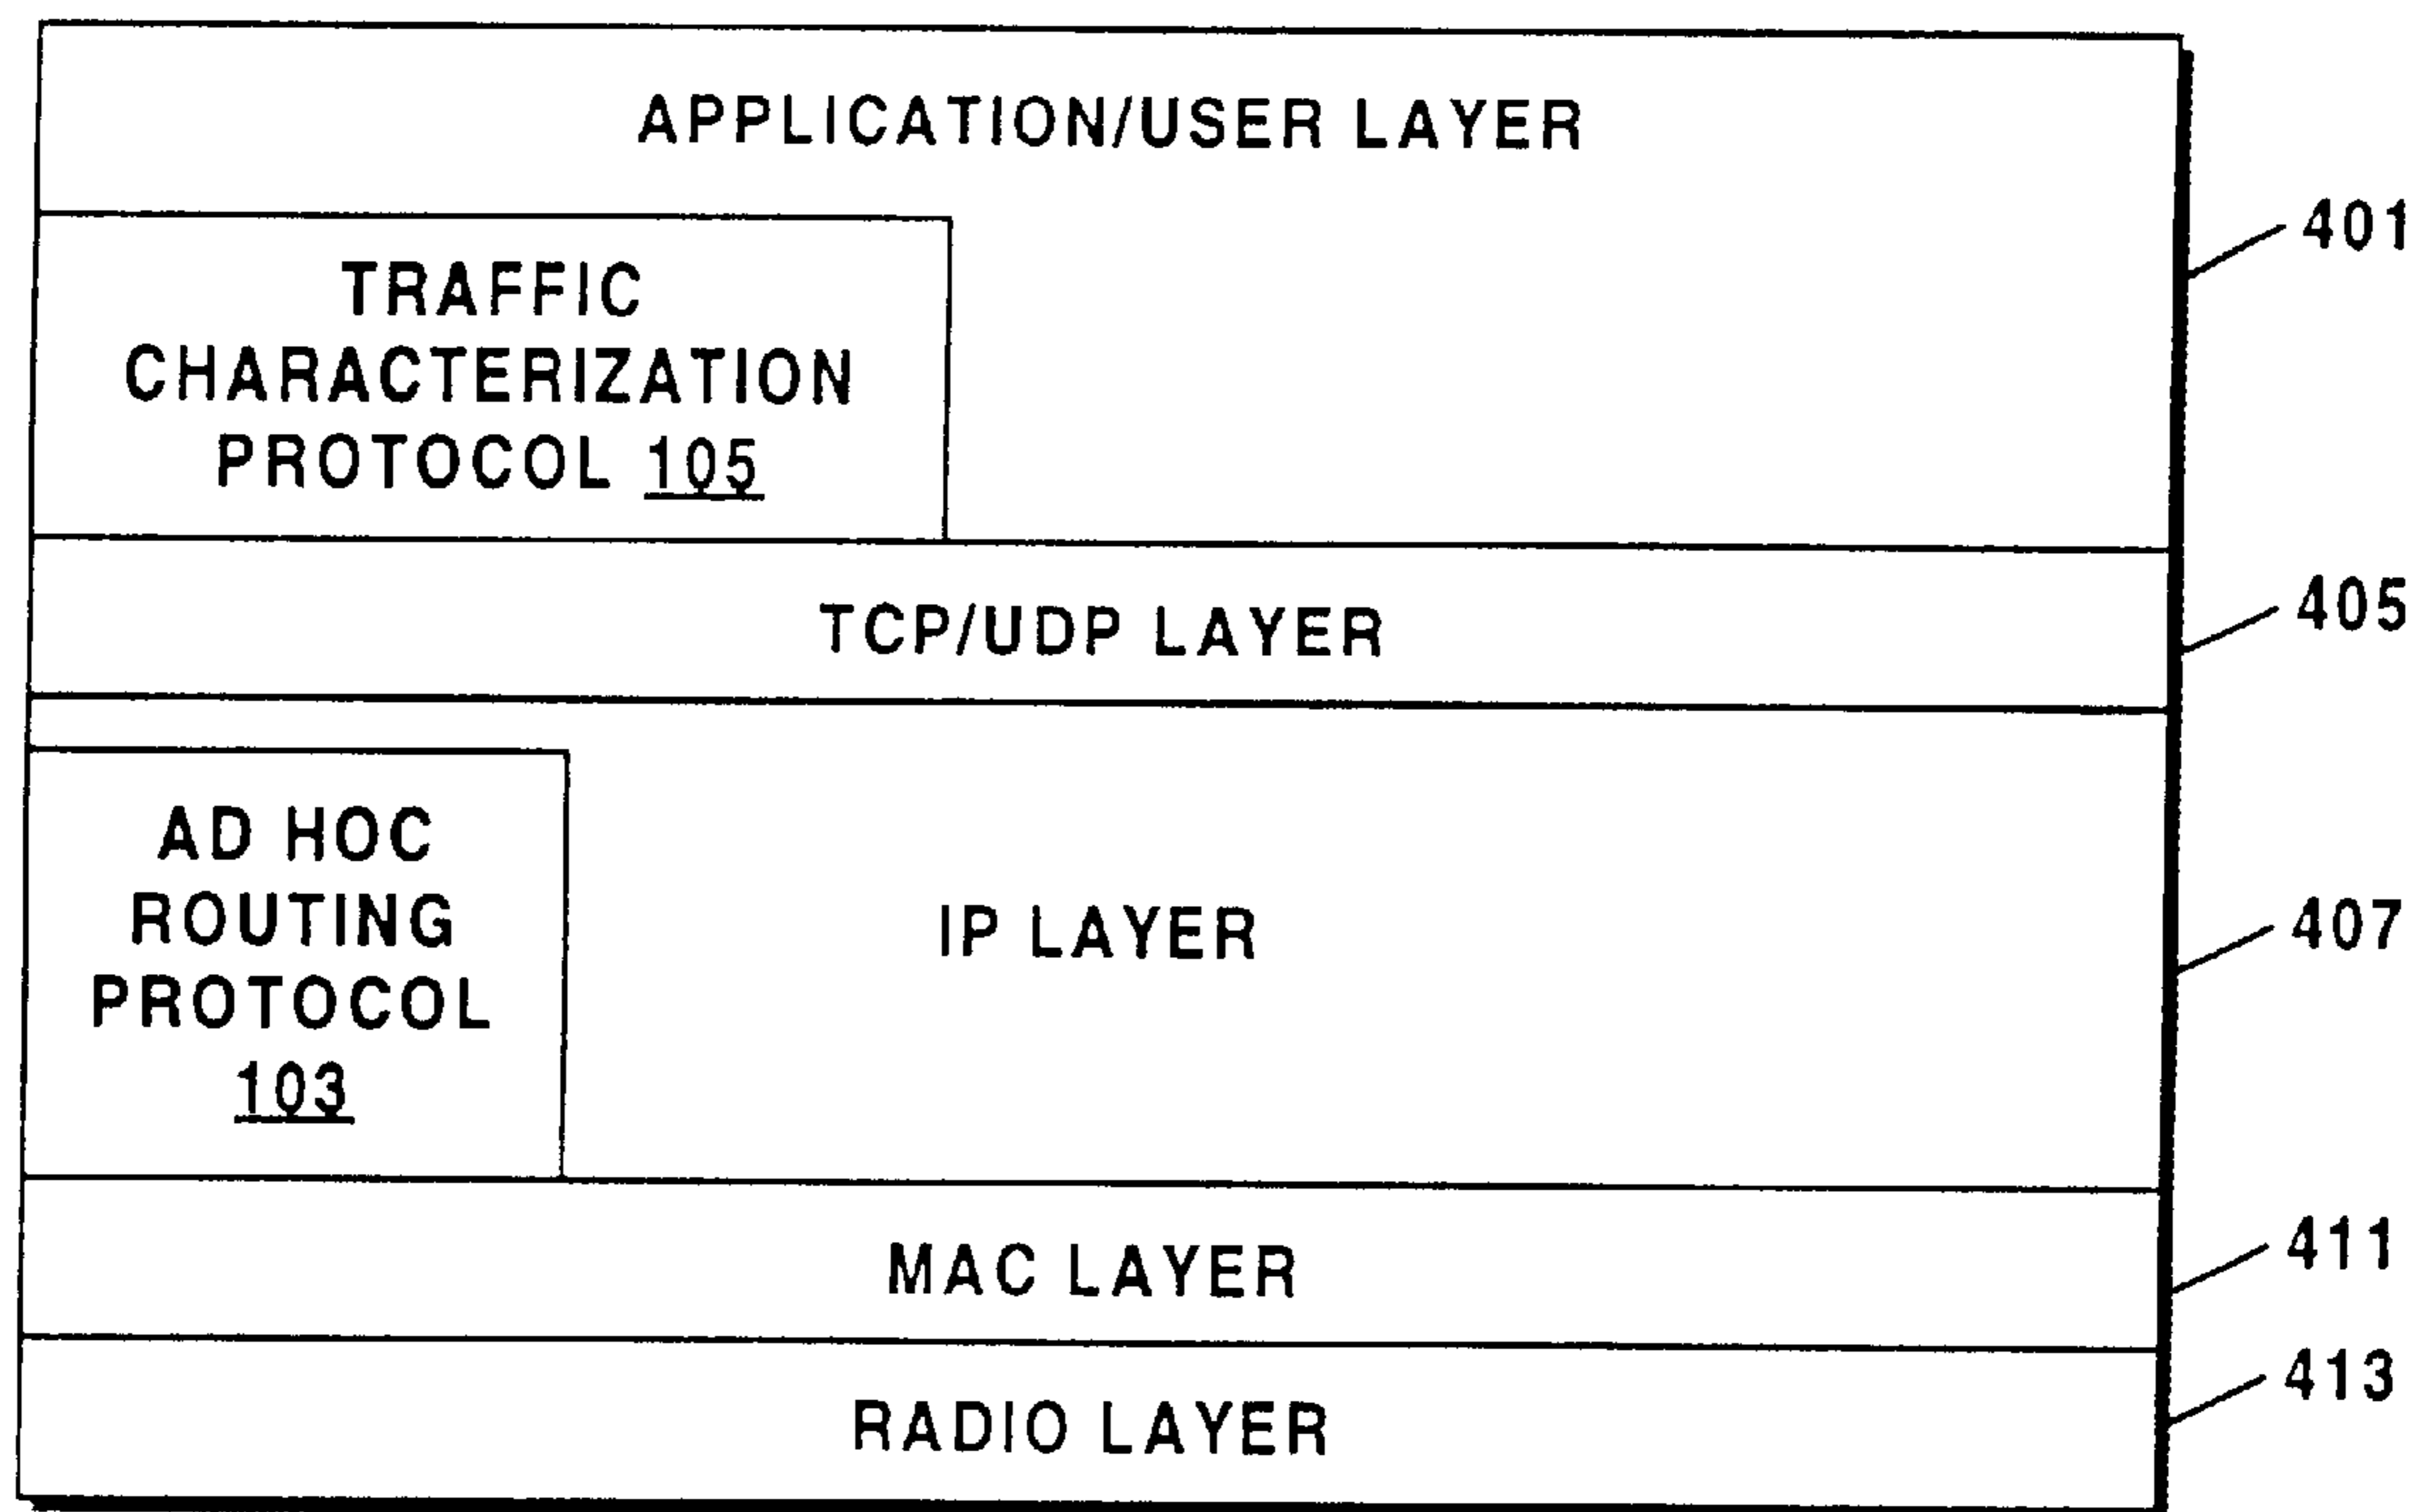 APPLICATION/USER LAYER
401
TRAFFIC
CHARACTERIZATION
PROTOCOL 105
TCP/UDP LAYER
405
AD HOC
ROUTING
PROTOCOL
103
IP LAYER
407
MAC LAYER
411
RADIO LAYER
413